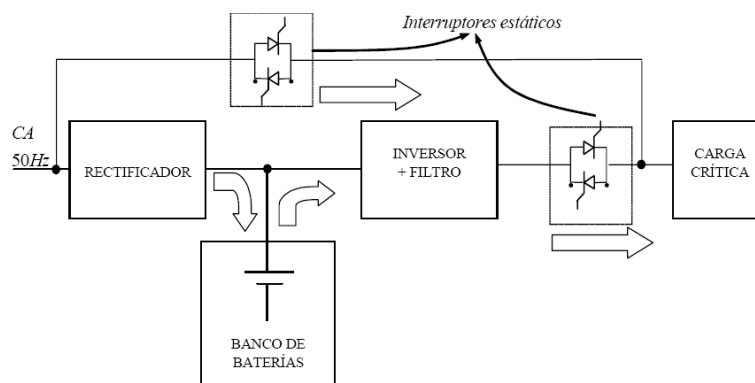 Interruptores estáticos
CA
50Hz
RECTIFICADOR
INVERSOR
+ FILTRO
CARGA
CRÍTICA
BANCO DE
BATERÍAS